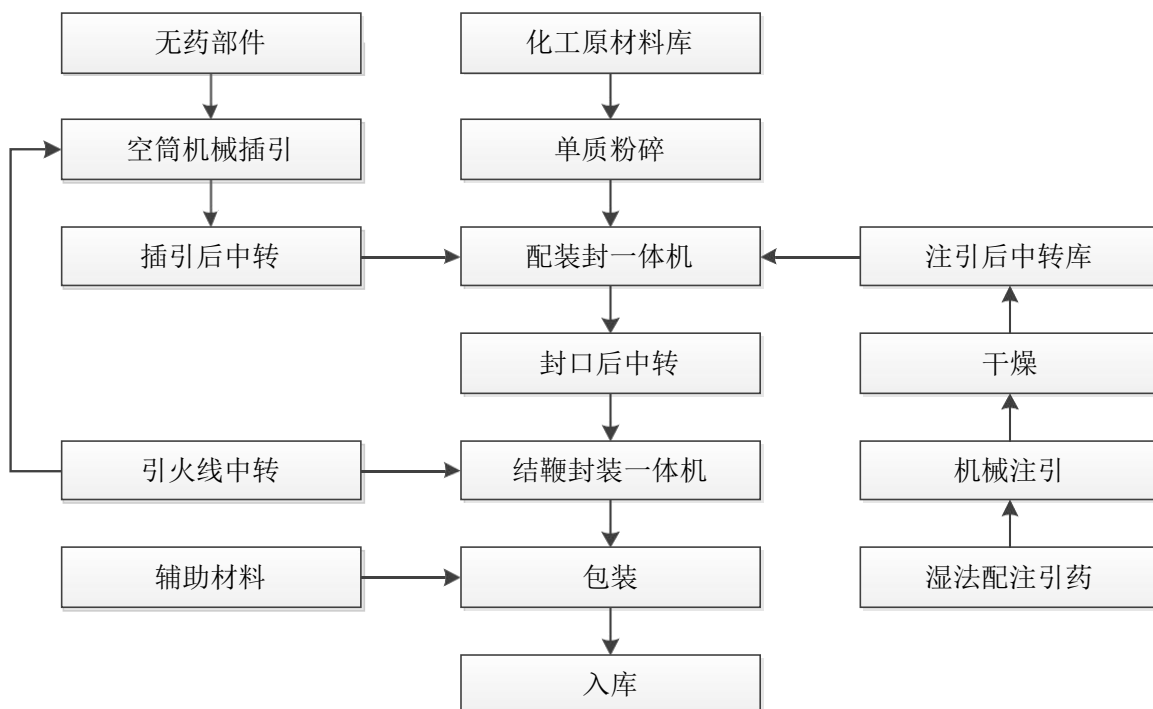 无药部件
化工原材料库
空筒机械插引
单质粉碎
插引后中转
配装封一体机
注引后中转库
封口后中转
干燥
引火线中转
结鞭封装一体机
机械注引
辅助材料
包装
湿法配注引药
入库